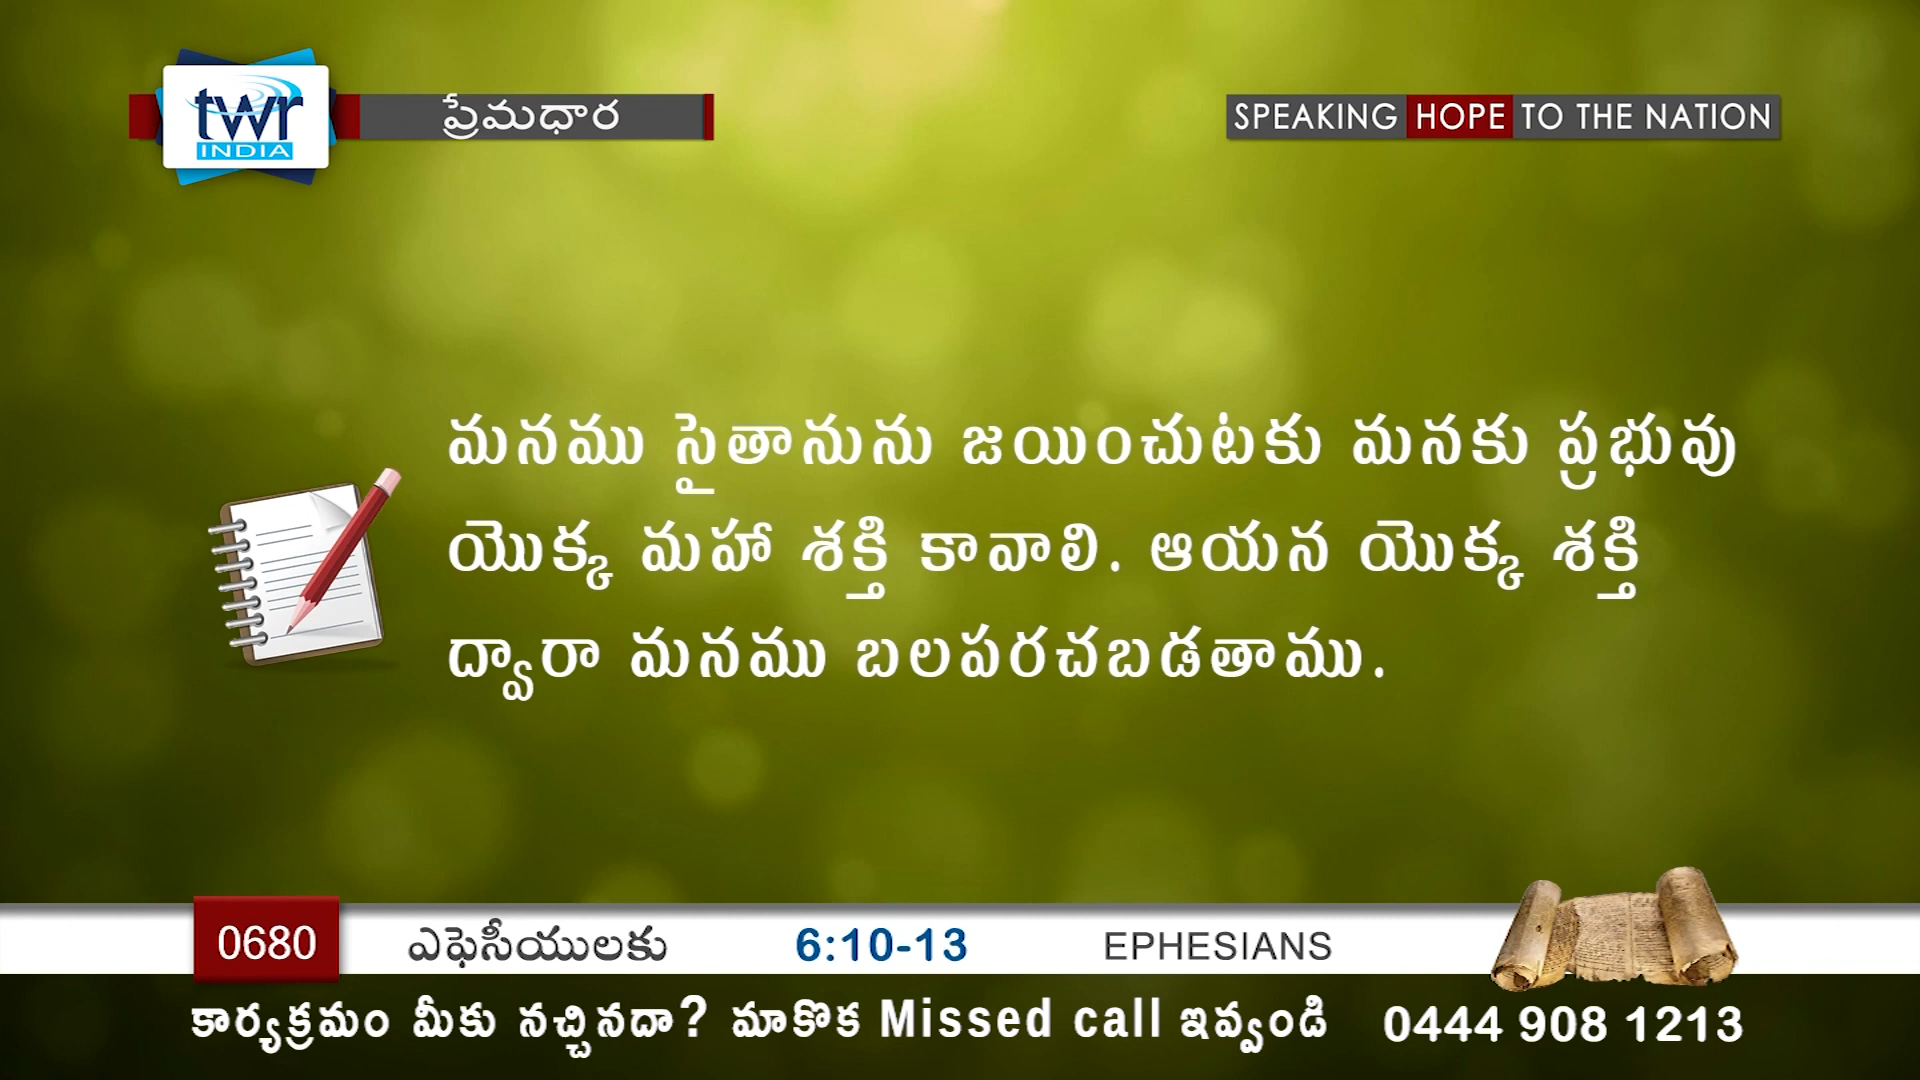 twr
INDIA
ప్రేమధార
SPEAKING HOPE TO THE NATION
మనము సైతానును జయించుటకు మనకు ప్రభువు
యొక్క మహా శక్తి కావాలి. ఆయన యొక్క శక్తి
ద్వారా మనము బలపరచబడతాము.
0680 ఎఫెసీయులకు 6:10-13 EPHESIANS
కార్యక్రమం మీకు నచ్చినదా? మాకొక Missed call ఇవ్వండి 0444 908 1213